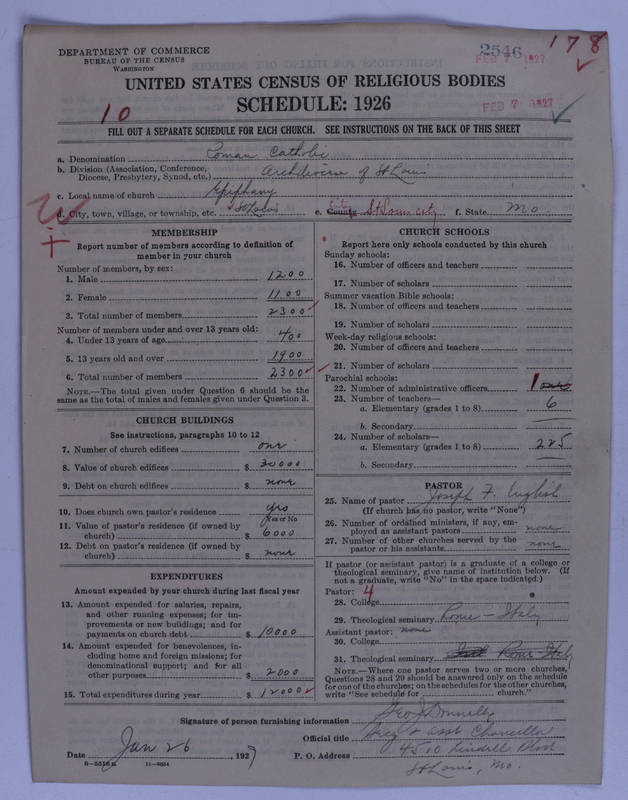 DEPARTMENT OF COMMERCE
BUREAU OF THE CENSUS
WASHINGTON
2546
FEB 7 1927
178
UNITED STATES CENSUS OF RELIGIOUS BODIES
SCHEDULE: 1926
FEB 7 1927
10
FILL OUT A SEPARATE SCHEDULE FOR EACH CHURCH. SEE INSTRUCTIONS ON THE BACK OF THIS SHEET
a. Denomination Roman Catholic
b. Division (Association, Conference, Diocese, Presbytery, Synod, etc.) Archdiocese of St Louis
c. Local name of church Epiphany
d. City, town, village, or township, etc. St Louis e. County City St Louis City f. State Mo.
MEMBERSHIP
Report number of members according to definition of
member in your church
Number of members, by sex:
1. Male 1200
2. Female 1100
3. Total number of members 2300
Number of members under and over 13 years old:
4. Under 13 years of age 400
5. 13 years old and over 1900
6. Total number of members 2300
NOTE.—The total given under Question 6 should be the
same as the total of males and females given under Question 3.
CHURCH BUILDINGS
See instructions, paragraphs 10 to 12
7. Number of church edifices one
8. Value of church edifices $ 30000
9. Debt on church edifices $ none
10. Does church own pastor's residence yes
Yes or No
11. Value of pastor's residence (if owned by
church) $ 6000
12. Debt on pastor's residence (if owned by
church) $ none
EXPENDITURES
Amount expended by your church during last fiscal year
13. Amount expended for salaries, repairs,
and other running expenses; for im-
provements or new buildings; and for
payments on church debt $ 10000
14. Amount expended for benevolences, in-
cluding home and foreign missions; for
denominational support; and for all
other purposes $ 2000
15. Total expenditures during year $ 12000
CHURCH SCHOOLS
Report here only schools conducted by this church
Sunday schools:
16. Number of officers and teachers
17. Number of scholars
Summer vacation Bible schools:
18. Number of officers and teachers
19. Number of scholars
Week-day religious schools:
20. Number of officers and teachers
21. Number of scholars
Parochial schools:
22. Number of administrative officers 1 one
23. Number of teachers—
a. Elementary (grades 1 to 8) 6
b. Secondary
24. Number of scholars—
a. Elementary (grades 1 to 8) 225
b. Secondary
PASTOR
25. Name of pastor Joseph F. English
(If church has no pastor, write "None")
26. Number of ordained ministers, if any, em-
ployed as assistant pastors none
27. Number of other churches served by the
pastor or his assistants none
If pastor (or assistant pastor) is a graduate of a college or
theological seminary, give name of institution below. (If
not a graduate, write "No" in the space indicated.)
Pastor: 4
28. College
29. Theological seminary Rome - Italy
Assistant pastor: none
30. College
31. Theological seminary Rome Italy
NOTE.—Where one pastor serves two or more churches,
Questions 28 and 29 should be answered only on the schedule
for one of the churches; on the schedules for the other churches,
write "See schedule for church."
Signature of person furnishing information Geo J Donnelly
Official title Secy & asst Chancellor
Date Jan 26, 1927 P. O. Address 4510 Lindell Blvd
St Louis, Mo.
8-5516 11-9654